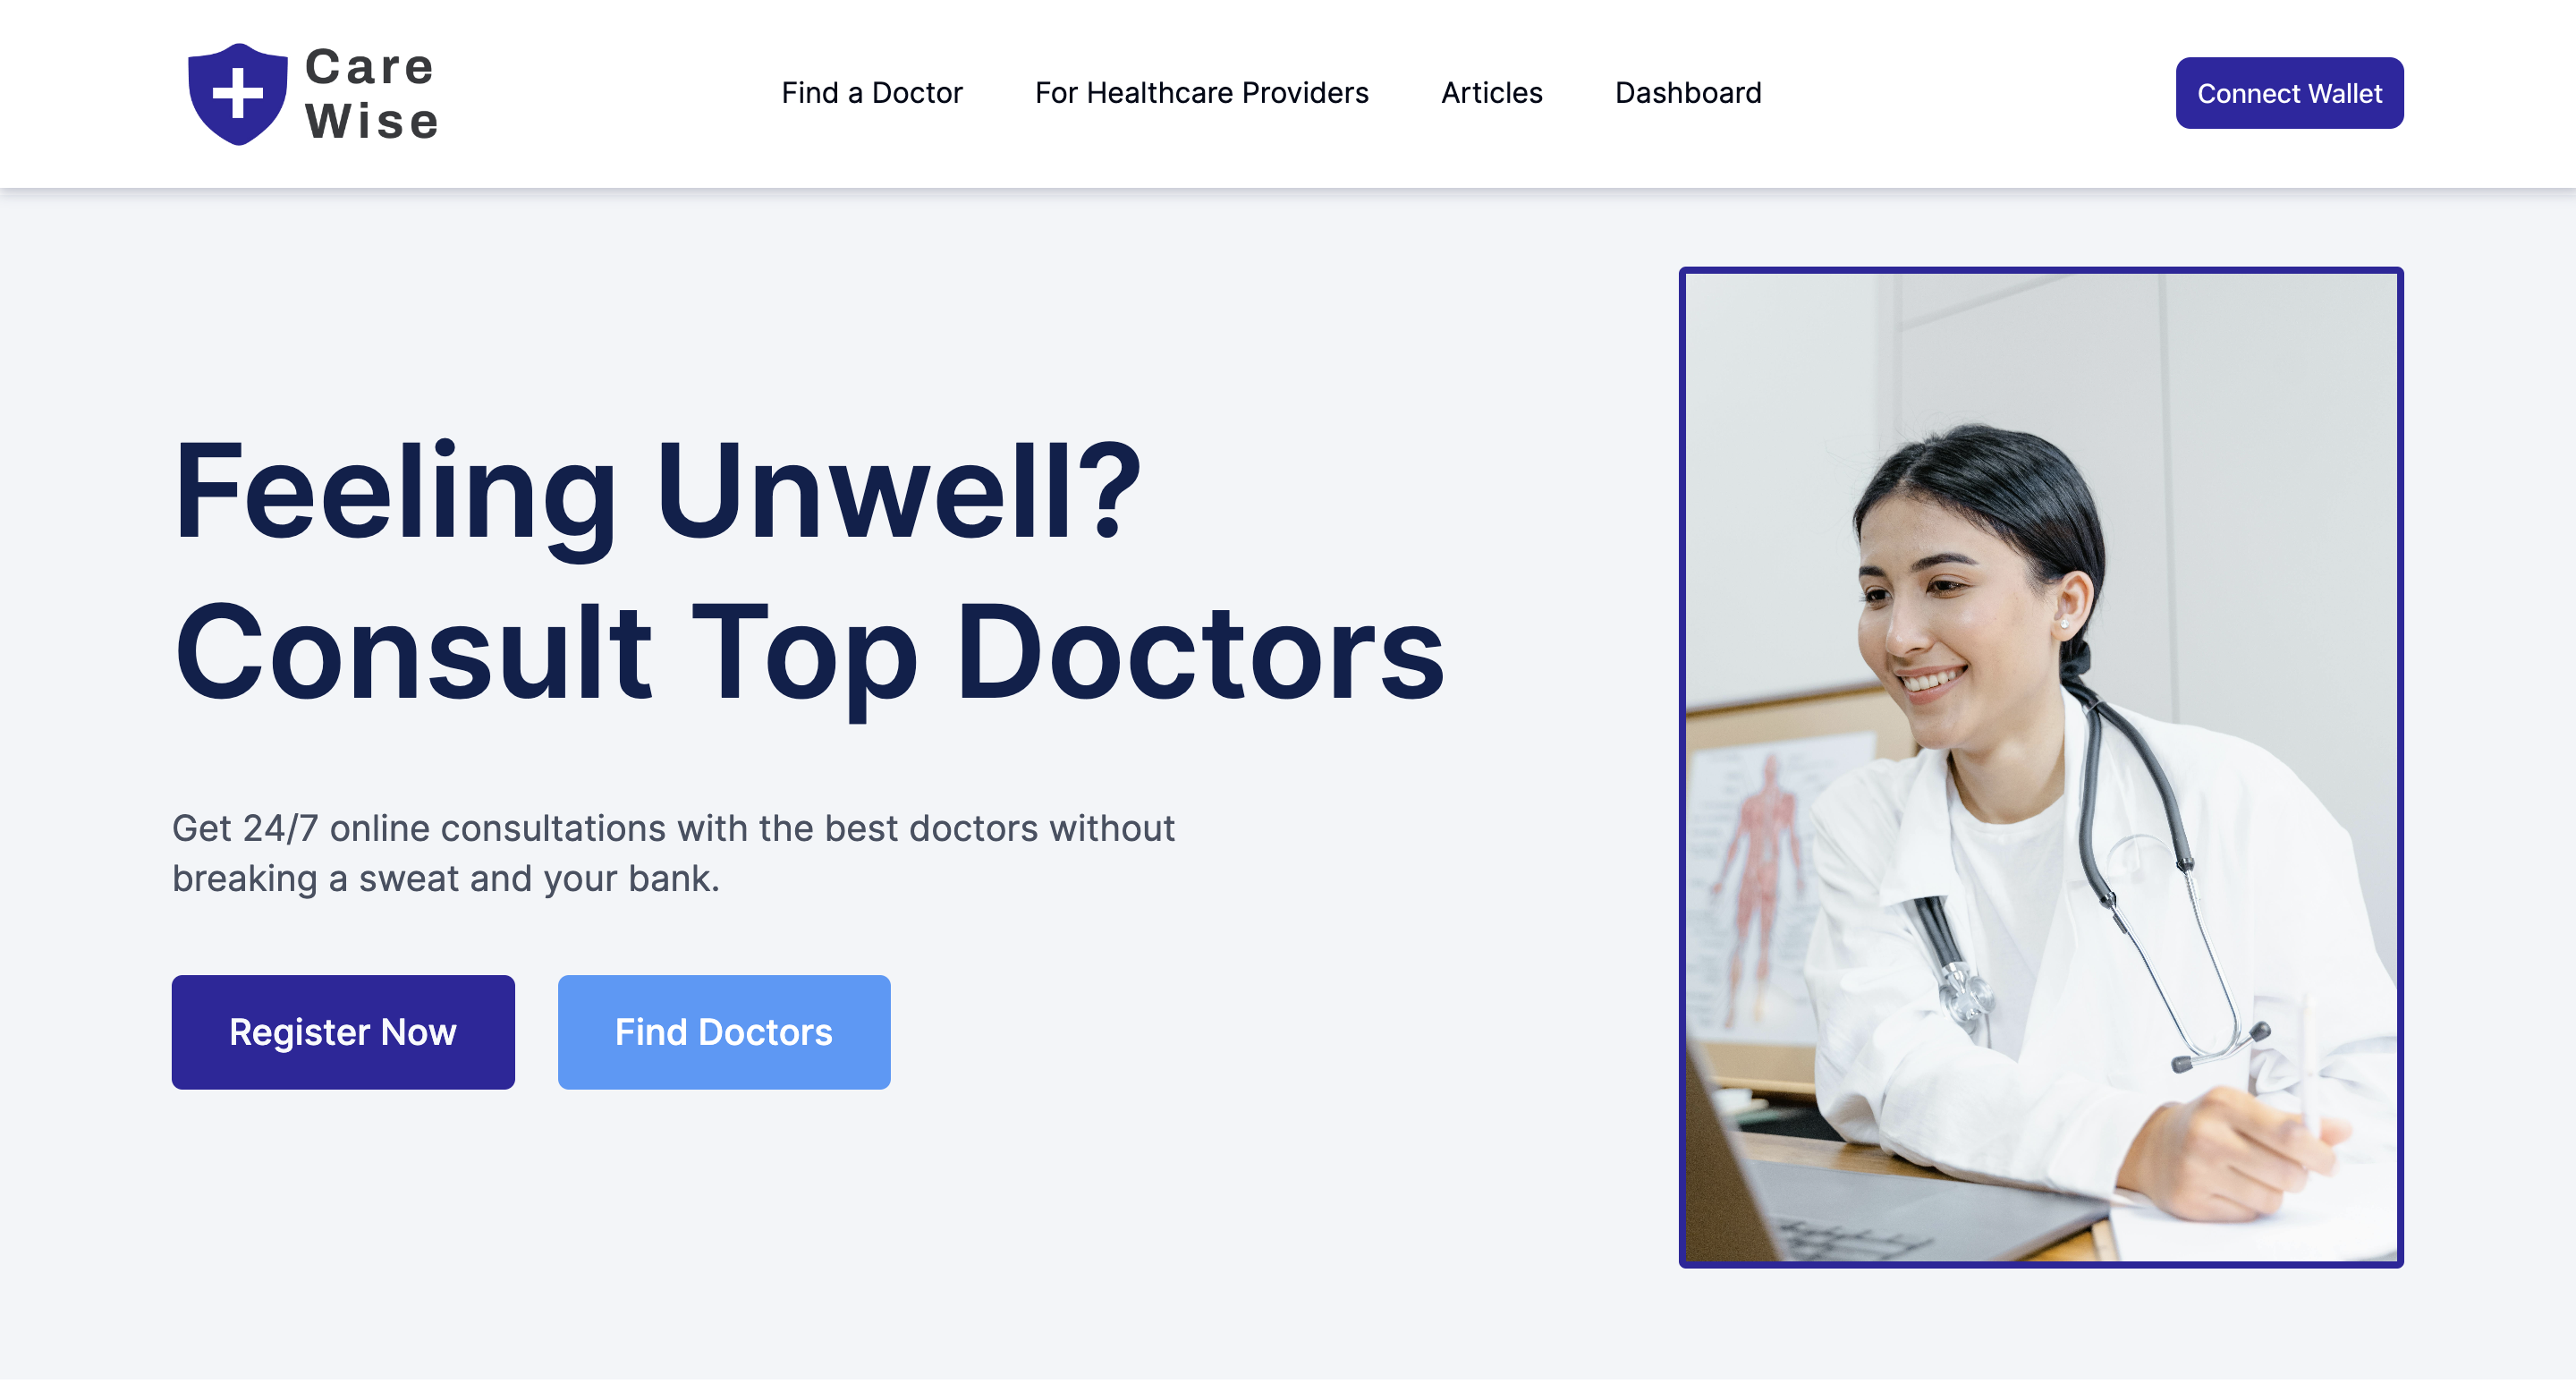 Care
Wise
Find a Doctor
For Healthcare Providers
Articles
Dashboard
Connect Wallet
Feeling Unwell?
Consult Top Doctors
Get 24/7 online consultations with the best doctors without
breaking a sweat and your bank.
Register Now
Find Doctors